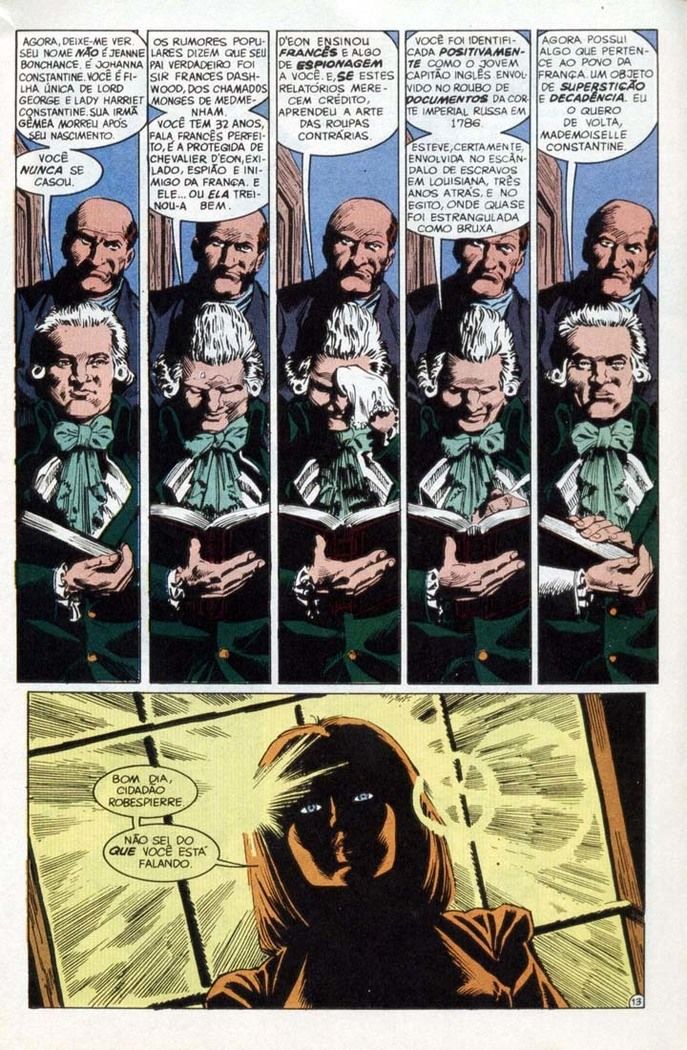 AGORA, DEIXE-ME VER.
SEU NOME NÃO É JEANNE
BONCHANCE. É JOHANNA
CONSTANTINE. VOCÊ É FI-
LHA ÚNICA DE LORD
GEORGE E LADY HARRIET
CONSTANTINE. SUA IRMÃ
GÊMEA MORREU APÓS
SEU NASCIMENTO.
VOCÊ
NUNCA SE
CASOU.
OS RUMORES POPU-
LARES DIZEM QUE SEU
PAI VERDADEIRO FOI
SIR FRANCES DASH-
WOOD, DOS CHAMADOS
MONGES DE MEDME-
NHAM.
VOCÊ TEM 32 ANOS,
FALA FRANCÊS PERFEI-
TO, E É A PROTEGIDA DE
CHEVALIER D'EON, EXI-
LADO, ESPIÃO E INI-
MIGO DA FRANÇA. E
ELE... OU ELA TREI-
NOU-A BEM.
D'EON ENSINOU
FRANCÊS E ALGO
DE ESPIONAGEM
A VOCÊ. E, SE ESTES
RELATÓRIOS MERE-
CEM CRÉDITO,
APRENDEU A ARTE
DAS ROUPAS
CONTRÁRIAS.
VOCÊ FOI IDENTIFI-
CADA POSITIVAMEN-
TE COMO O JOVEM
CAPITÃO INGLÊS ENVOL-
VIDO NO ROUBO DE
DOCUMENTOS DA COR-
TE IMPERIAL RUSSA EM
1786.
ESTEVE, CERTAMENTE,
ENVOLVIDA NO ESCÂN-
DALO DE ESCRAVOS
EM LOUISIANA, TRÊS
ANOS ATRÁS, E NO
EGITO, ONDE QUASE
FOI ESTRANGULADA
COMO BRUXA.
AGORA POSSUI
ALGO QUE PERTEN-
CE AO POVO DA
FRANÇA. UM OBJETO
DE SUPERSTIÇÃO
E DECADÊNCIA. EU
O QUERO
DE VOLTA,
MADEMOISELLE
CONSTANTINE.
BOM DIA,
CIDADÃO
ROBESPIERRE.
NÃO SEI DO
QUE VOCÊ ESTÁ
FALANDO.
13